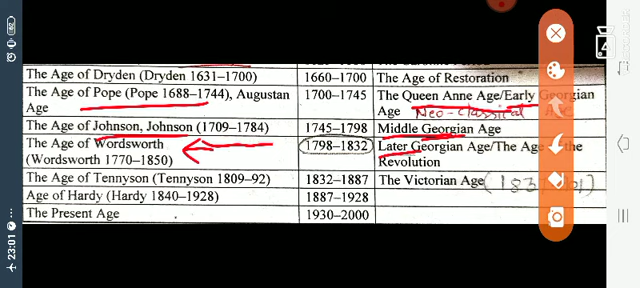 The Age of Dryden (Dryden 1631–1700) 1660–1700 The Age of Restoration
The Age of Pope (Pope 1688–1744), Augustan 1700–1745 The Queen Anne Age/Early Georgian
Age Age Neo-classical
The Age of Johnson, Johnson (1709–1784) 1745–1798 Middle Georgian Age
The Age of Wordsworth 1798–1832 Later Georgian Age/The Age the
(Wordsworth 1770–1850) Revolution
The Age of Tennyson (Tennyson 1809–92) 1832–1887 The Victorian Age
Age of Hardy (Hardy 1840–1928) 1887–1928
The Present Age 1930–2000
23:01